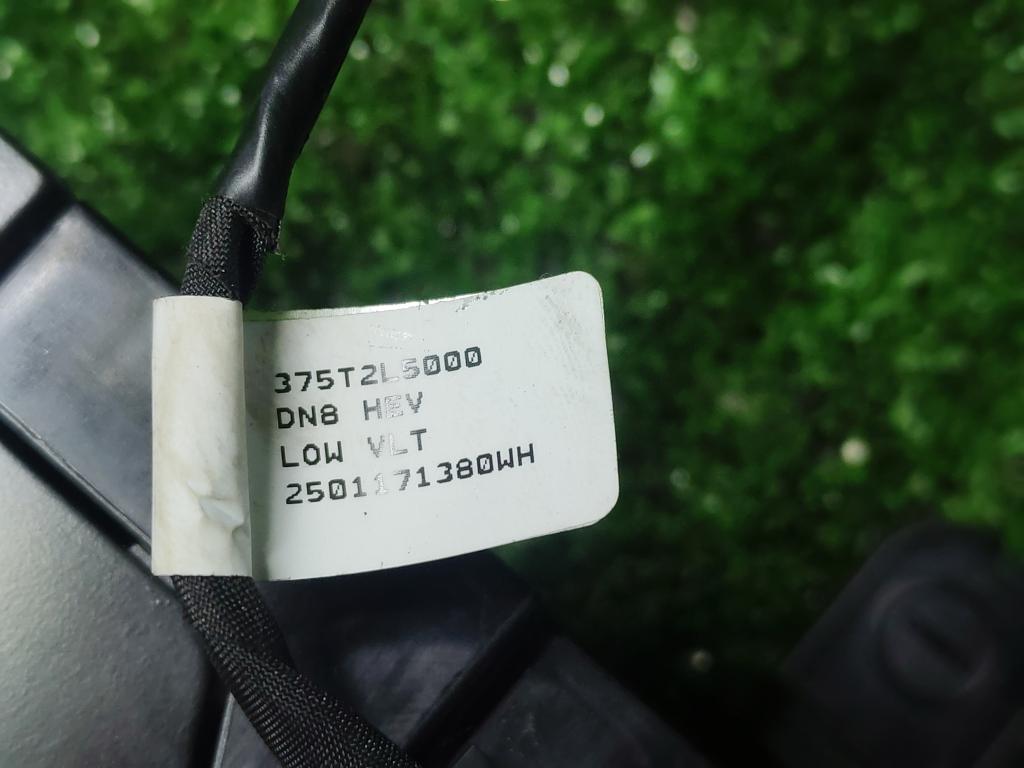 375T2L5000
DN8 HEV
LOW VLT
2501171380WH